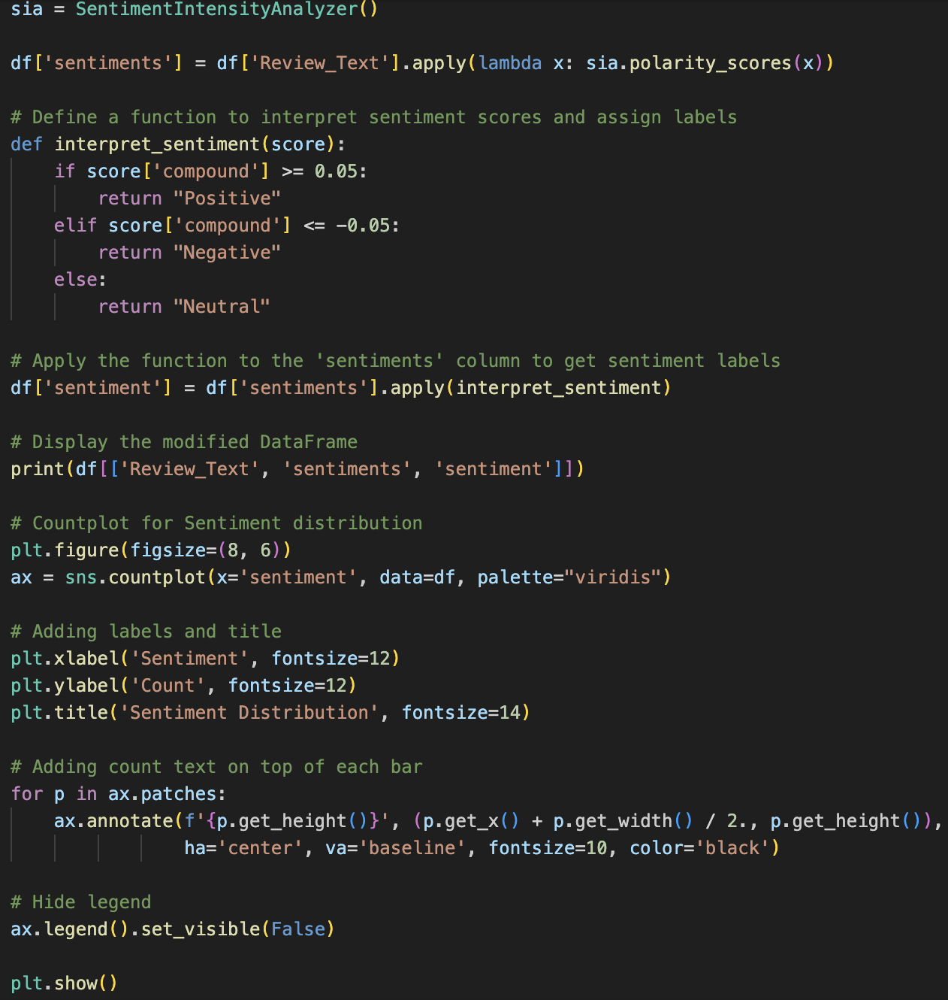 sia = SentimentIntensityAnalyzer()
df['sentiments'] = df['Review_Text'].apply(lambda x: sia.polarity_scores(x))
# Define a function to interpret sentiment scores and assign labels
def interpret_sentiment(score):
    if score['compound'] >= 0.05:
        return "Positive"
    elif score['compound'] <= -0.05:
        return "Negative"
    else:
        return "Neutral"
# Apply the function to the 'sentiments' column to get sentiment labels
df['sentiment'] = df['sentiments'].apply(interpret_sentiment)
# Display the modified DataFrame
print(df[['Review_Text', 'sentiments', 'sentiment']])
# Countplot for Sentiment distribution
plt.figure(figsize=(8, 6))
ax = sns.countplot(x='sentiment', data=df, palette="viridis")
# Adding labels and title
plt.xlabel('Sentiment', fontsize=12)
plt.ylabel('Count', fontsize=12)
plt.title('Sentiment Distribution', fontsize=14)
# Adding count text on top of each bar
for p in ax.patches:
    ax.annotate(f'{p.get_height()}', (p.get_x() + p.get_width() / 2., p.get_height()),
                ha='center', va='baseline', fontsize=10, color='black')
# Hide legend
ax.legend().set_visible(False)
plt.show()